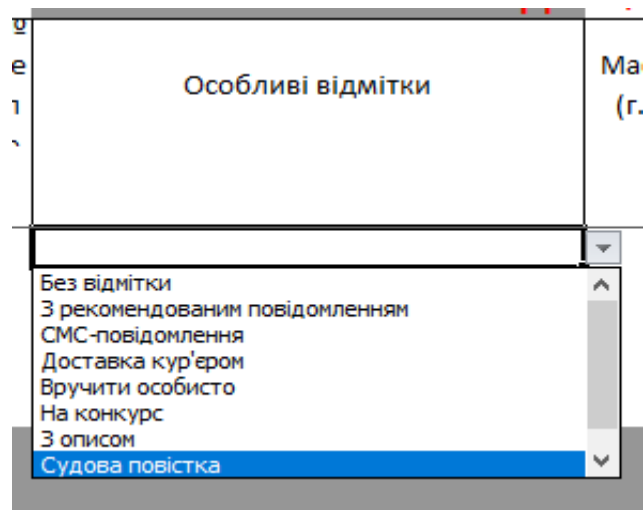 Особливі відмітки
(г.
Без відмітки
З рекомендованим повідомленням
СМС-повідомлення
Доставка кур'єром
Вручити особисто
На конкурс
З описом
Судова повістка